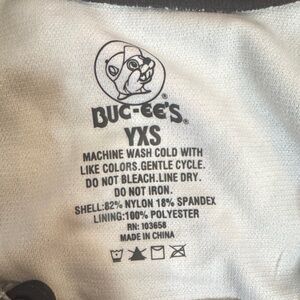 BUC-EE'S®
YXS
MACHINE WASH COLD WITH
LIKE COLORS.GENTLE CYCLE.
DO NOT BLEACH.LINE DRY.
DO NOT IRON.
SHELL:82% NYLON 18% SPANDEX
LINING:100% POLYESTER
RN: 103658
MADE IN CHINA